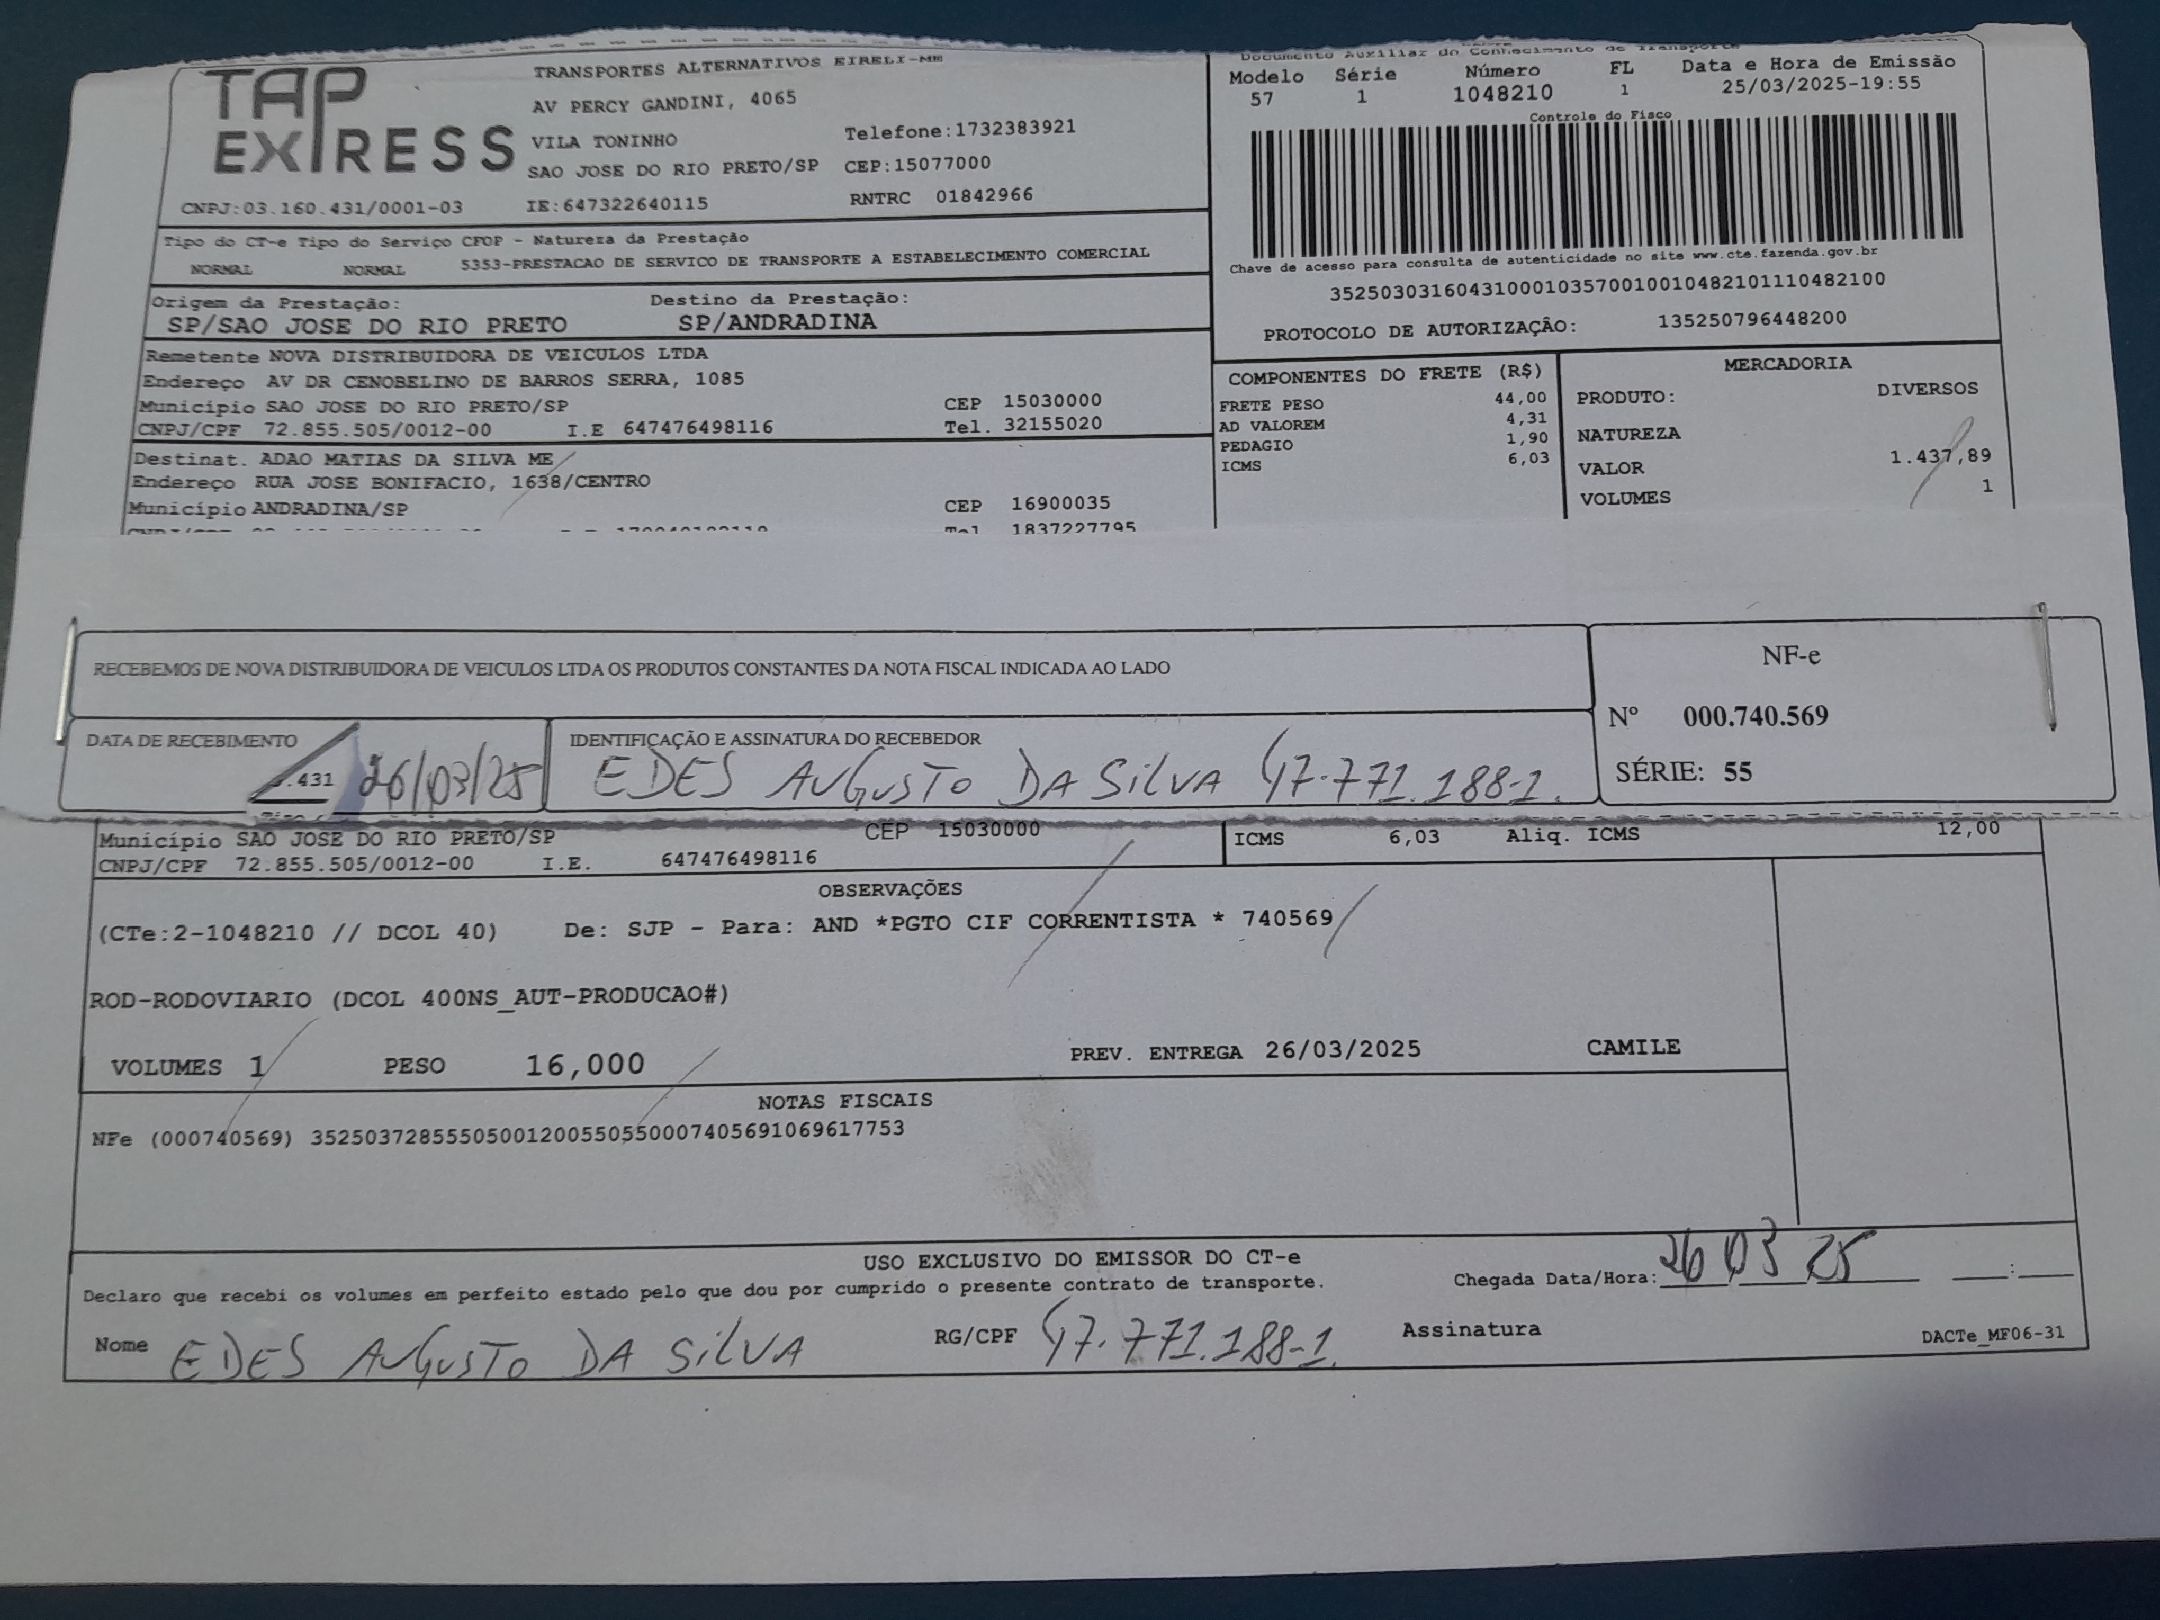 TAP EXPRESS
TRANSPORTES ALTERNATIVOS EIRELI-ME
AV PERCY GANDINI, 4065
VILA TONINHO Telefone:1732383921
SAO JOSE DO RIO PRETO/SP CEP:15077000
CNPJ:03.160.431/0001-03 IE:647322640115 RNTRC 01842966
Documento Auxiliar do Conhecimento de Transporte
Modelo Série Número FL Data e Hora de Emissão
57 1 1048210 1 25/03/2025-19:55
Controle do Fisco
Chave de acesso para consulta de autenticidade no site www.cte.fazenda.gov.br
35250303160431000103570010010482101110482100
PROTOCOLO DE AUTORIZAÇÃO: 135250796448200
Tipo do CT-e Tipo do Serviço CFOP - Natureza da Prestação
NORMAL NORMAL 5353-PRESTACAO DE SERVICO DE TRANSPORTE A ESTABELECIMENTO COMERCIAL
Origem da Prestação: Destino da Prestação:
SP/SAO JOSE DO RIO PRETO SP/ANDRADINA
Remetente NOVA DISTRIBUIDORA DE VEICULOS LTDA
Endereço AV DR CENOBELINO DE BARROS SERRA, 1085
Município SAO JOSE DO RIO PRETO/SP CEP 15030000
CNPJ/CPF 72.855.505/0012-00 I.E 647476498116 Tel. 32155020
Destinat. ADAO MATIAS DA SILVA ME
Endereço RUA JOSE BONIFACIO, 1638/CENTRO
Município ANDRADINA/SP CEP 16900035
Tel 1837227795
COMPONENTES DO FRETE (R$)
FRETE PESO 44,00
AD VALOREM 4,31
PEDAGIO 1,90
ICMS 6,03
MERCADORIA
PRODUTO: DIVERSOS
NATUREZA
VALOR 1.437,89
VOLUMES 1
RECEBEMOS DE NOVA DISTRIBUIDORA DE VEICULOS LTDA OS PRODUTOS CONSTANTES DA NOTA FISCAL INDICADA AO LADO
NF-e
Nº 000.740.569
SÉRIE: 55
DATA DE RECEBIMENTO
.431 26/03/25
IDENTIFICAÇÃO E ASSINATURA DO RECEBEDOR
EDES AUGUSTO DA SILVA 47.771.188-1.
Município SAO JOSE DO RIO PRETO/SP CEP 15030000
CNPJ/CPF 72.855.505/0012-00 I.E. 647476498116
ICMS 6,03 Aliq. ICMS 12,00
OBSERVAÇÕES
(CTe:2-1048210 // DCOL 40) De: SJP - Para: AND *PGTO CIF CORRENTISTA * 740569
ROD-RODOVIARIO (DCOL 400NS_AUT-PRODUCAO#)
VOLUMES 1 PESO 16,000 PREV. ENTREGA 26/03/2025 CAMILE
NOTAS FISCAIS
NFe (000740569) 35250372855505001200550550007405691069617753
USO EXCLUSIVO DO EMISSOR DO CT-e
Declaro que recebi os volumes em perfeito estado pelo que dou por cumprido o presente contrato de transporte.
Chegada Data/Hora: 26/03/25 __:__
Nome EDES AUGUSTO DA SILVA RG/CPF 47.771.188-1. Assinatura
DACTe_MF06-31